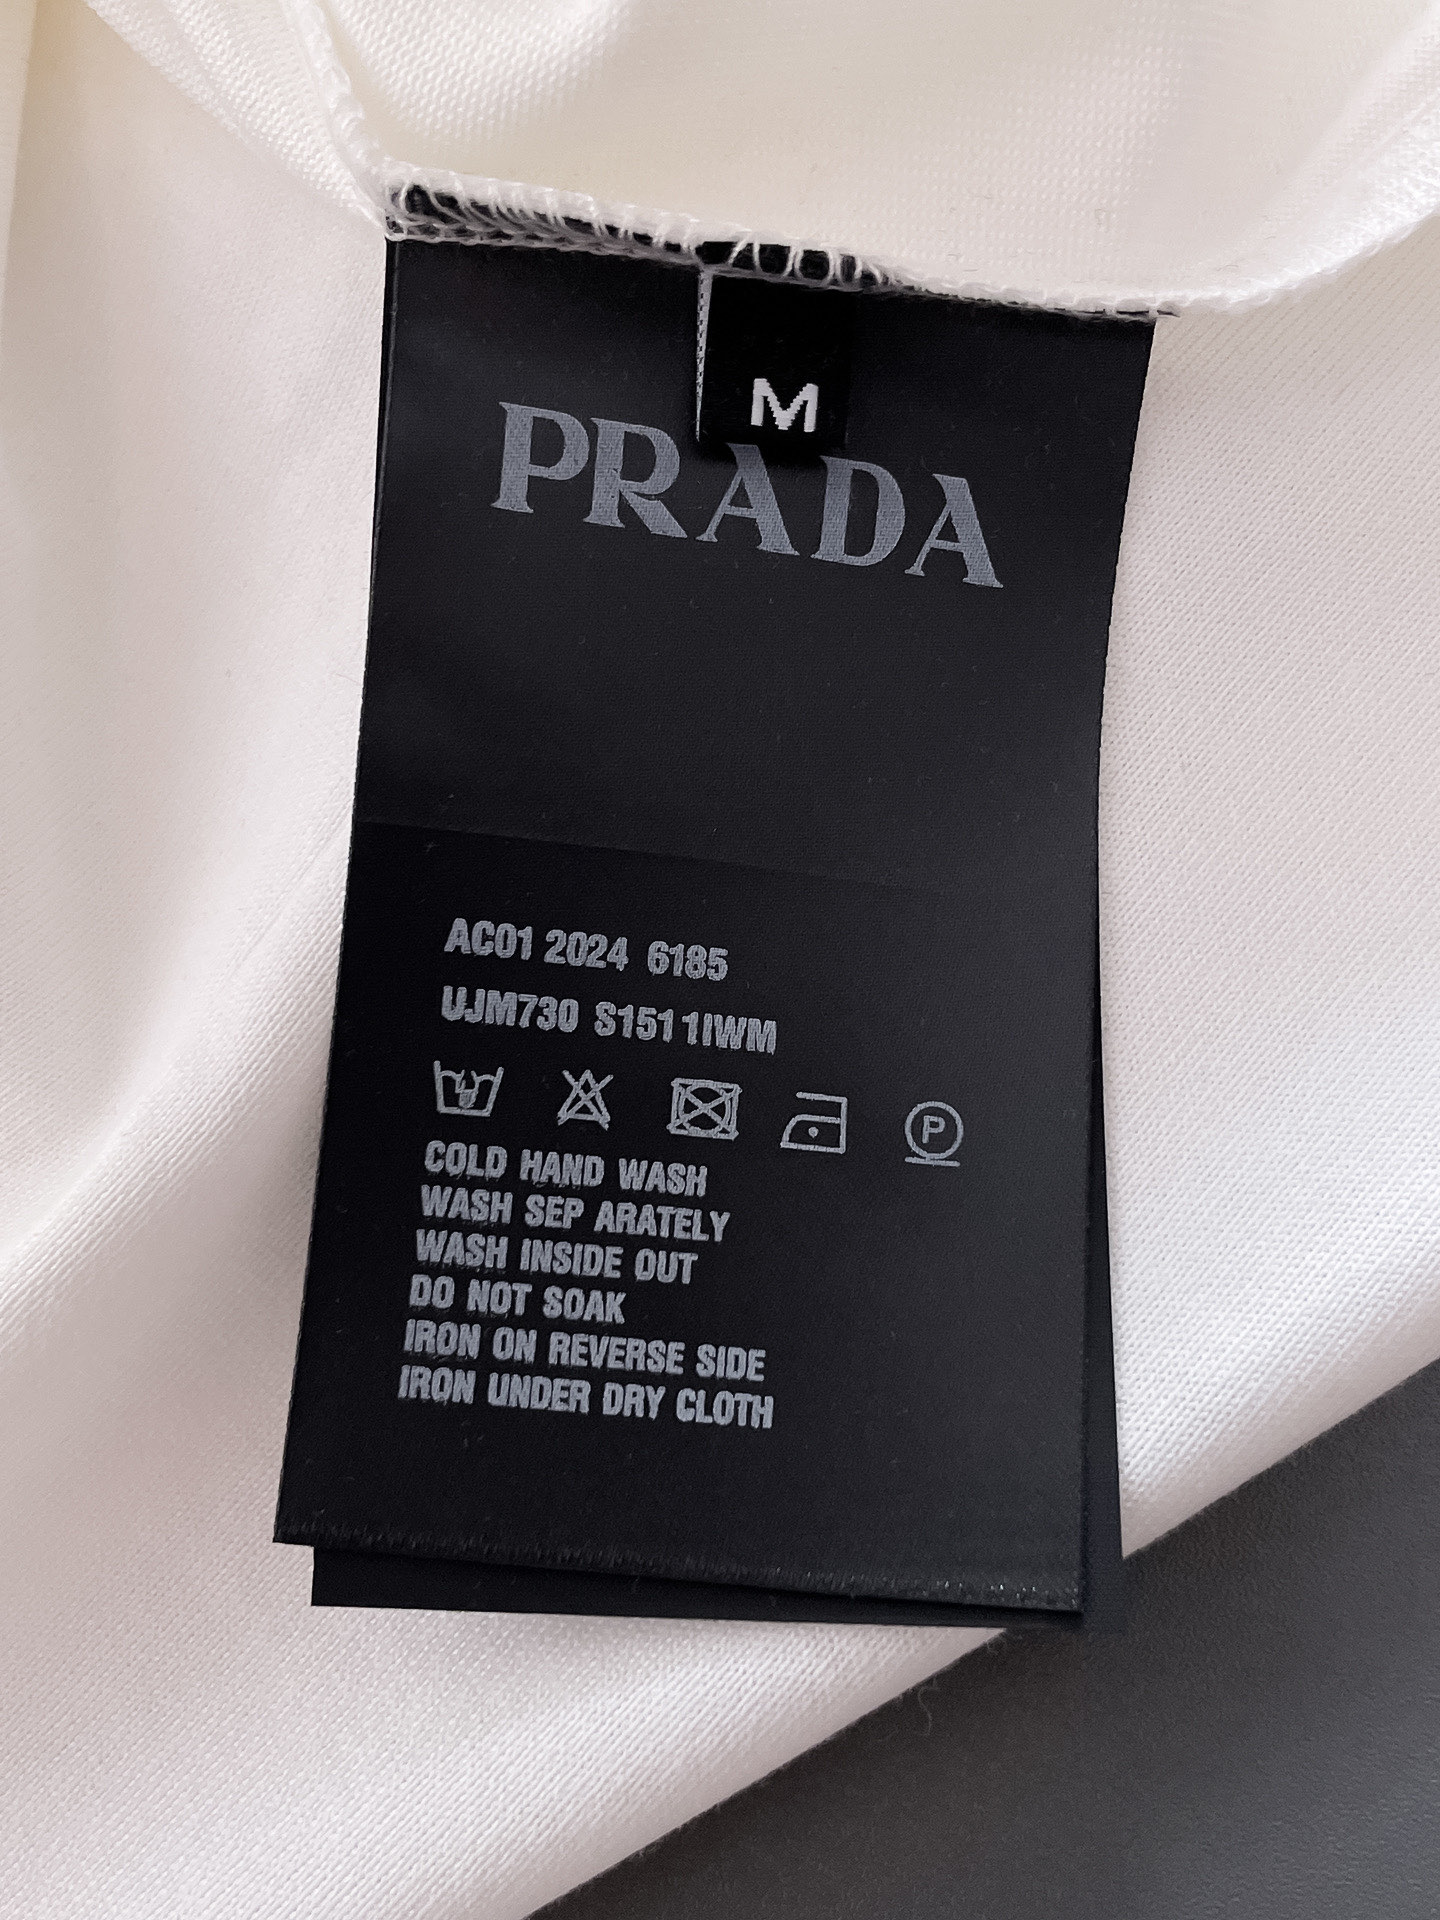 M
PRADA
AC01 2024 6185
UJM730 S151 1IWM
P
COLD HAND WASH
WASH SEP ARATELY
WASH INSIDE OUT
DO NOT SOAK
IRON ON REVERSE SIDE
IRON UNDER DRY CLOTH